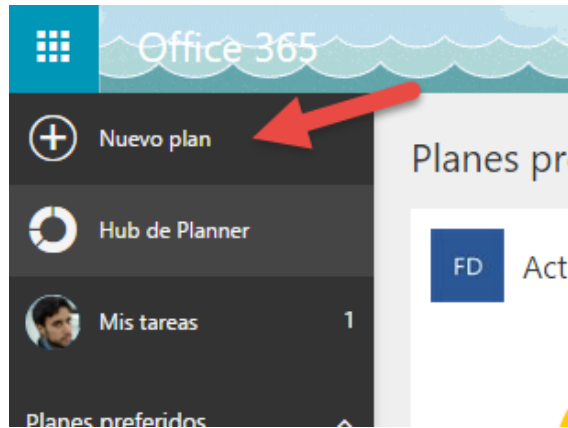 Office 365
Nuevo plan
Planes pr
Hub de Planner
FD Act
Mis tareas 1
Planes preferidos